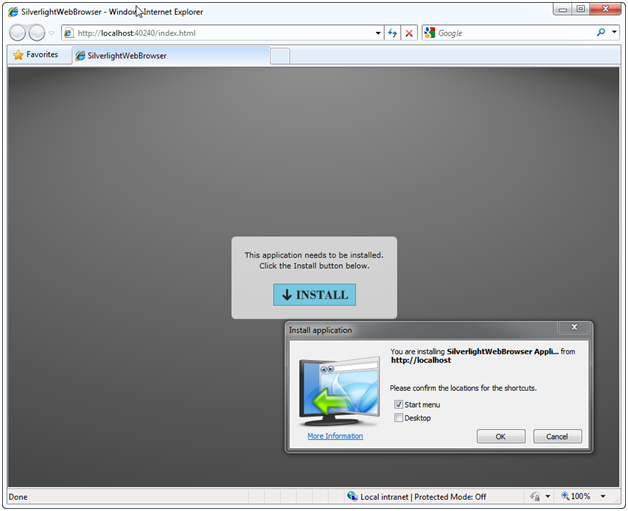 SilverlightWebBrowser - Windows Internet Explorer
http://localhost:40240/index.html
Google
Favorites
SilverlightWebBrowser
This application needs to be installed.
Click the Install button below.
INSTALL
Install application
You are installing SilverlightWebBrowser Appli... from
http://localhost
Please confirm the locations for the shortcuts.
Start menu
Desktop
More Information
OK
Cancel
Done
Local intranet | Protected Mode: Off
100%